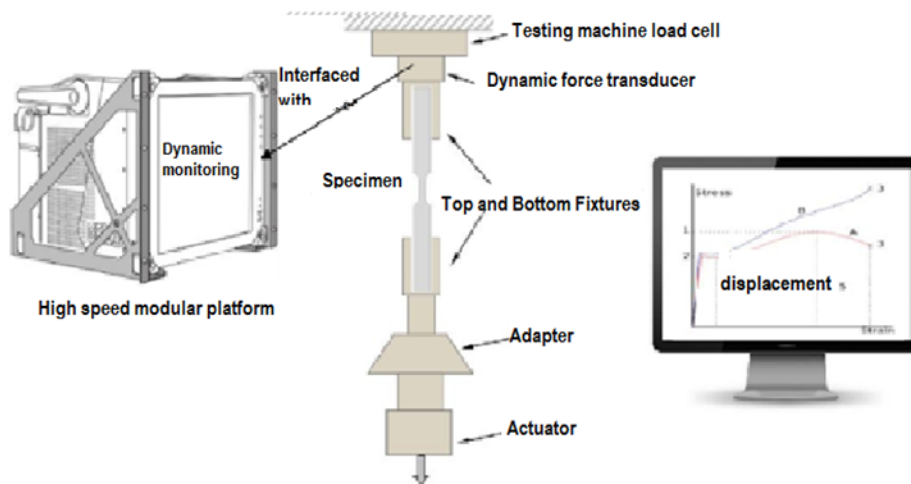 Testing machine load cell
Interfaced
with
Dynamic force transducer
Dynamic
monitoring
Specimen
Top and Bottom Fixtures
High speed modular platform
Adapter
Actuator
Stress
B
3
1
A
3
2
displacement
5
Strain